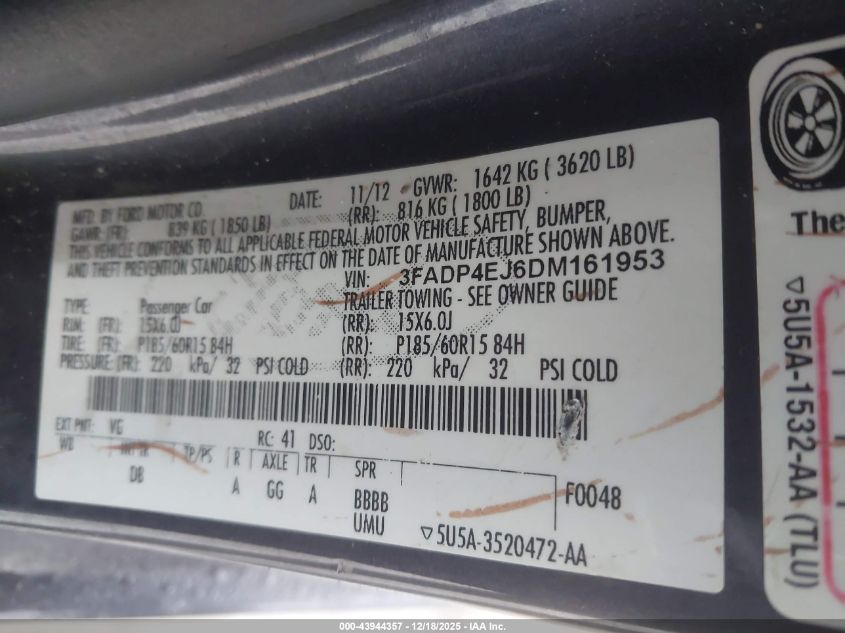 MFD. BY FORD MOTOR CO. DATE: 11/12 GVWR: 1642 KG ( 3620 LB)
GAWR: (FR): 839 KG ( 1850 LB) (RR): 816 KG ( 1800 LB)
THIS VEHICLE CONFORMS TO ALL APPLICABLE FEDERAL MOTOR VEHICLE SAFETY, BUMPER,
AND THEFT PREVENTION STANDARDS IN EFFECT ON THE DATE OF MANUFACTURE SHOWN ABOVE.
VIN: 3FADP4EJ6DM161953
TYPE: Passenger Car TRAILER TOWING - SEE OWNER GUIDE
RIM: (FR): 15X6.0J (RR): 15X6.0J
TIRE: (FR): P185/60R15 84H (RR): P185/60R15 84H
PRESSURE: (FR): 220 kPa/ 32 PSI COLD (RR): 220 kPa/ 32 PSI COLD
EXT PNT: VG RC: 41 DSO:
WB TP/PS R AXLE TR SPR
DB A GG A BBBB F0048
UMU
▽5U5A-3520472-AA
The
▽5U5A-1532-AA (TLU)
000-43944357 - 12/18/2025 - IAA Inc.